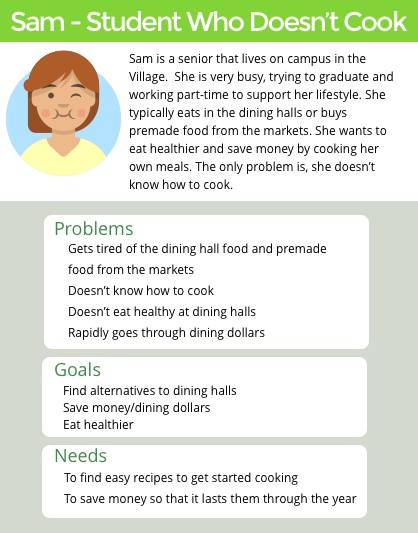 Sam - Student Who Doesn't Cook
Sam is a senior that lives on campus in the
Village.  She is very busy, trying to graduate and
working part-time to support her lifestyle. She
typically eats in the dining halls or buys
premade food from the markets. She wants to
eat healthier and save money by cooking her
own meals. The only problem is, she doesn't
know how to cook.
Problems
Gets tired of the dining hall food and premade
food from the markets
Doesn't know how to cook
Doesn't eat healthy at dining halls
Rapidly goes through dining dollars
Goals
Find alternatives to dining halls
Save money/dining dollars
Eat healthier
Needs
To find easy recipes to get started cooking
To save money so that it lasts them through the year